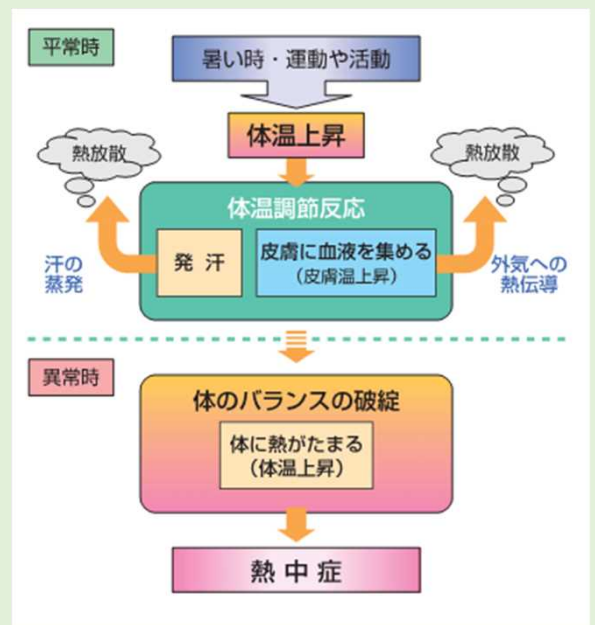 平常時
暑い時・運動や活動
体温上昇
熱放散
熱放散
体温調節反応
発 汗
皮膚に血液を集める
(皮膚温上昇)
汗の
蒸発
外気への
熱伝導
異常時
体のバランスの破綻
体に熱がたまる
(体温上昇)
熱 中 症